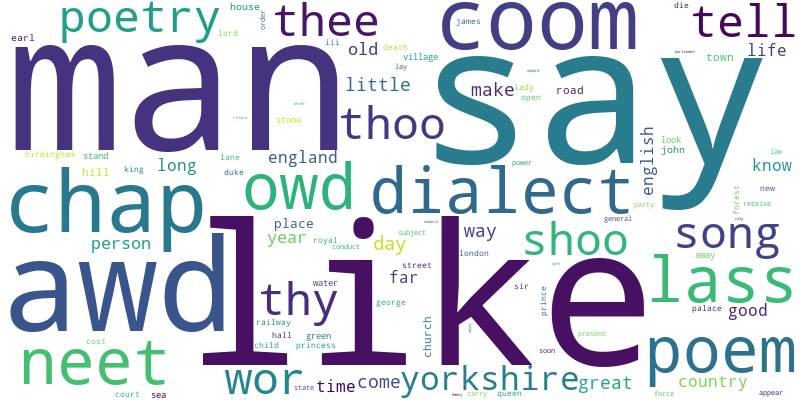 poetry
house
order
thee
coom
james
tell
die
earl
lord
iii
old
death
village
town
life
man
say
lay
little
make
lady
open
road
stone
thoo
birmingham
stand
long
lane
england
english
look
john
law
know
hill
king
duke
power
new
chap
owd
dialect
party
forest
receive
person
place
way
general
song
year
royal
conduct
subject
day
shoo
away
awd
like
far
street
london
lass
thy
water
sir
prince
palace
good
george
railway
hall
green
child
princess
church
present
neet
cost
soon
poem
wor
state
time
come
yorkshire
great
country
court
sea
carry
queen
force
appear